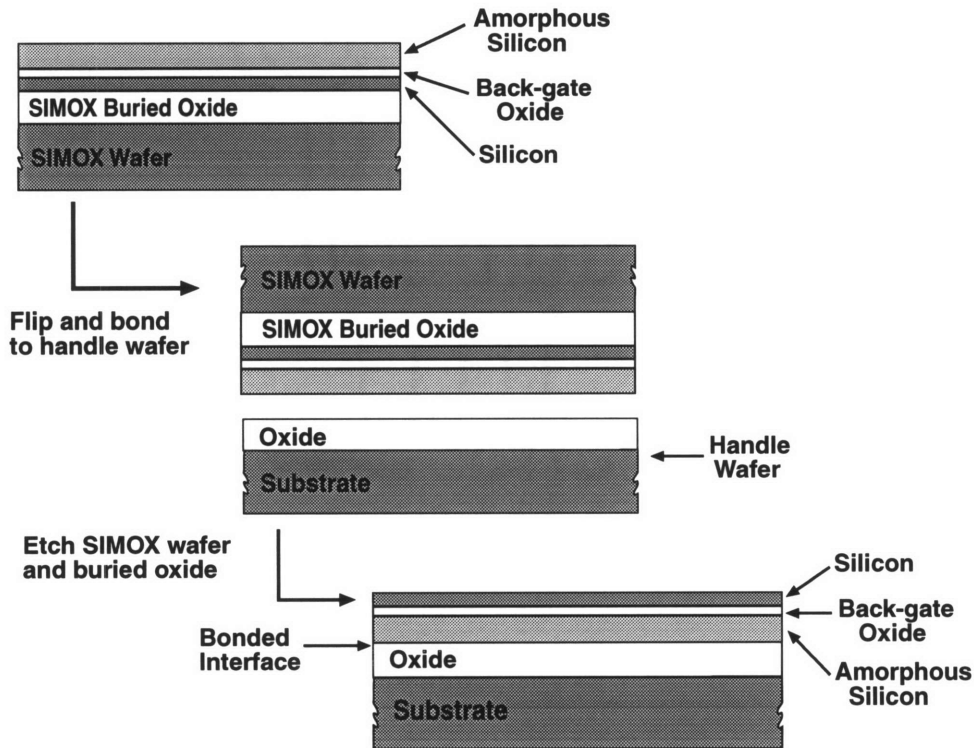 Amorphous
Silicon
Back-gate
Oxide
Silicon
SIMOX Buried Oxide
SIMOX Wafer
Flip and bond
to handle wafer
SIMOX Wafer
SIMOX Buried Oxide
Oxide
Substrate
Handle
Wafer
Etch SIMOX wafer
and buried oxide
Silicon
Back-gate
Oxide
Amorphous
Silicon
Bonded
Interface
Oxide
Substrate